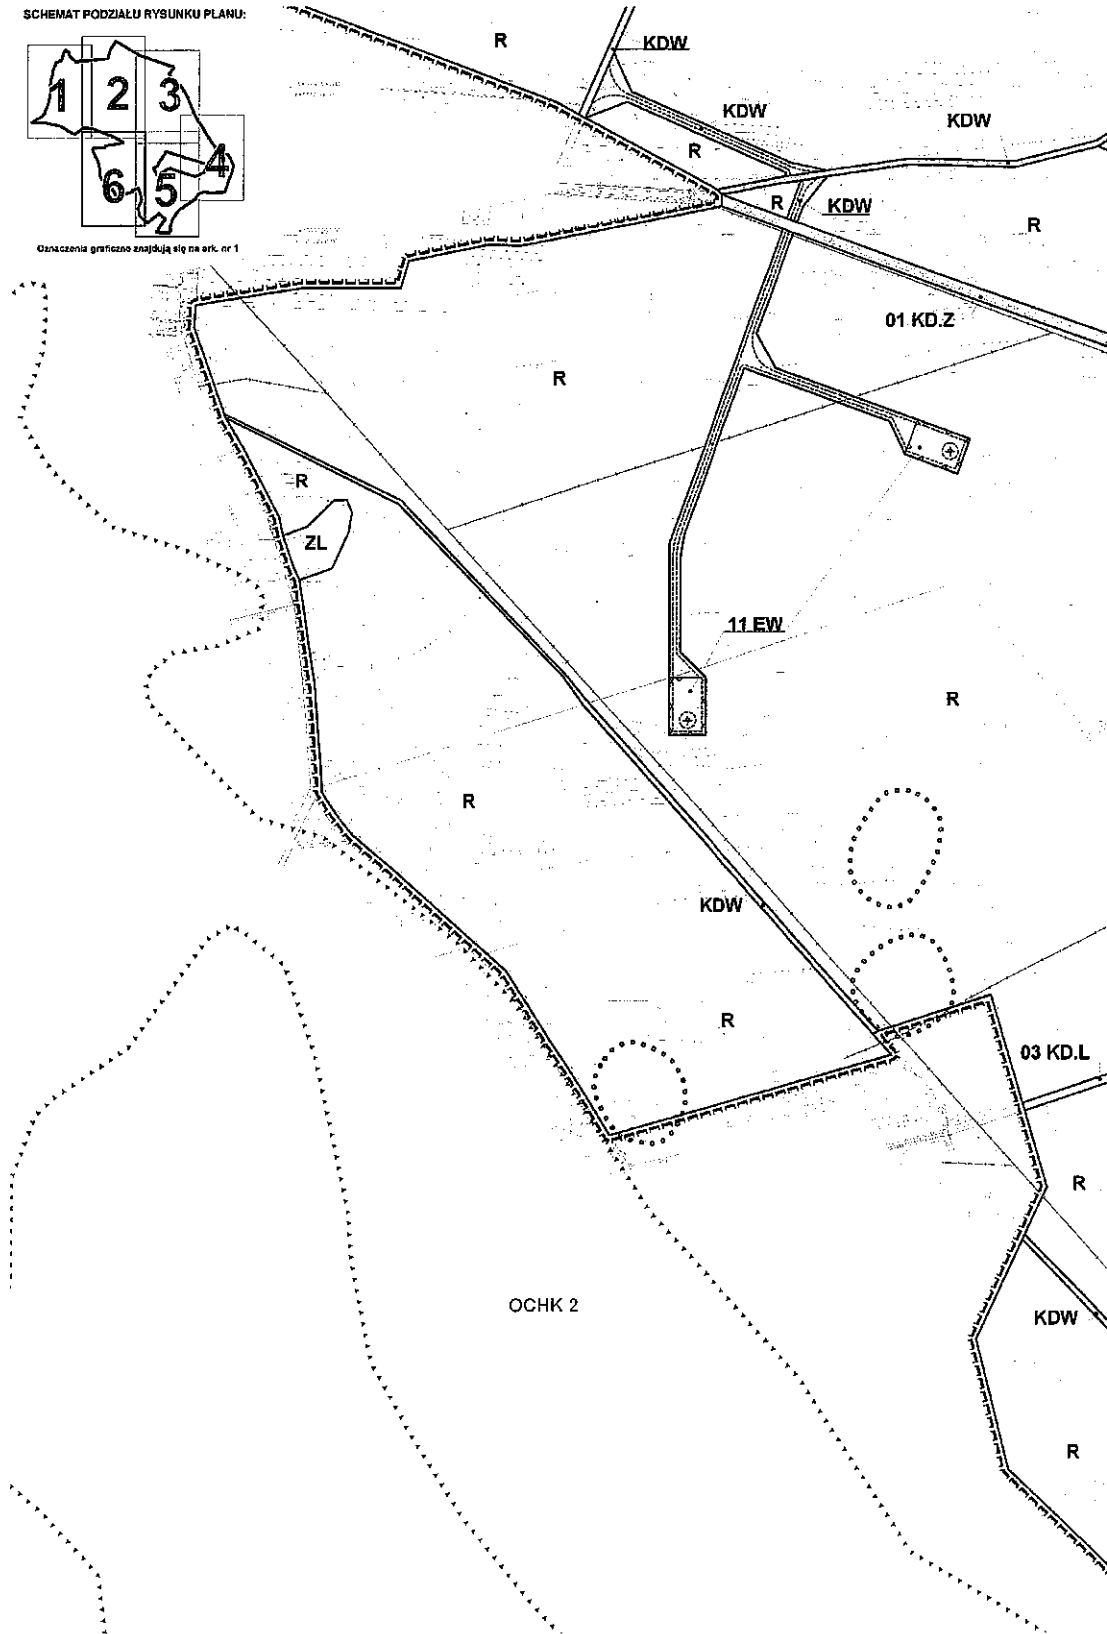 SCHEMAT PODZIAŁU RYSUNKU PLANU:
1
2
3
4
5
6
Oznaczenia graficzne znajdują się na ark. nr 1
R
KDW
KDW
KDW
R
R
KDW
R
01 KD.Z
R
R
ZL
11 EW
R
R
KDW
R
03 KD.L
R
OCHK 2
KDW
R